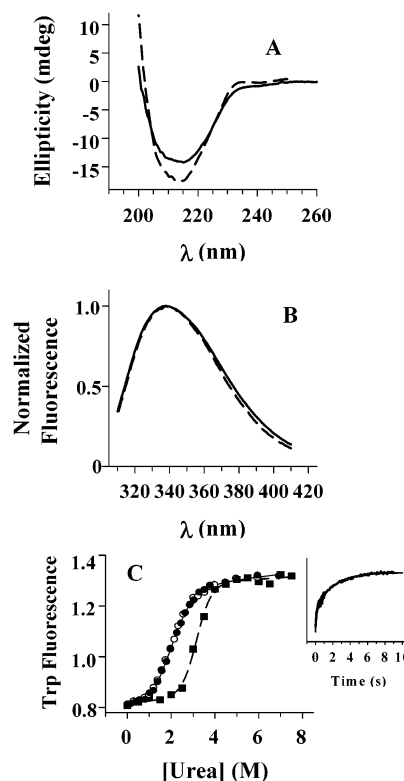 10
5
0
-5
-10
-15
Ellipticity (mdeg)
A
200 220 240 260
λ (nm)
1.0
0.5
0
Normalized
Fluorescence
B
320 340 360 380 400 420
λ (nm)
1.4
1.2
1.0
0.8
Trp Fluorescence
C
0 2 4 6 8
[Urea] (M)
0 2 4 6 8 10
Time (s)